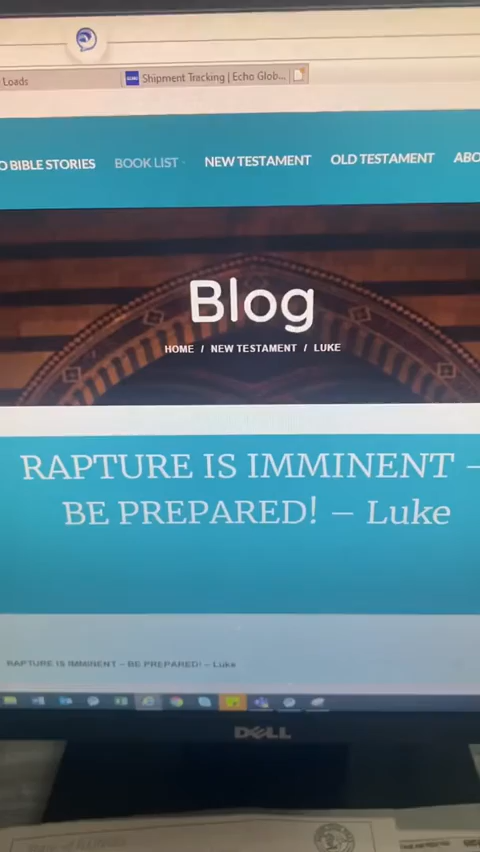 Loads
Shipment Tracking | Echo Glob...
O BIBLE STORIES BOOK LIST NEW TESTAMENT OLD TESTAMENT ABO
Blog
HOME / NEW TESTAMENT / LUKE
RAPTURE IS IMMINENT –
BE PREPARED! – Luke
RAPTURE IS IMMINENT – BE PREPARED! – Luke
DELL